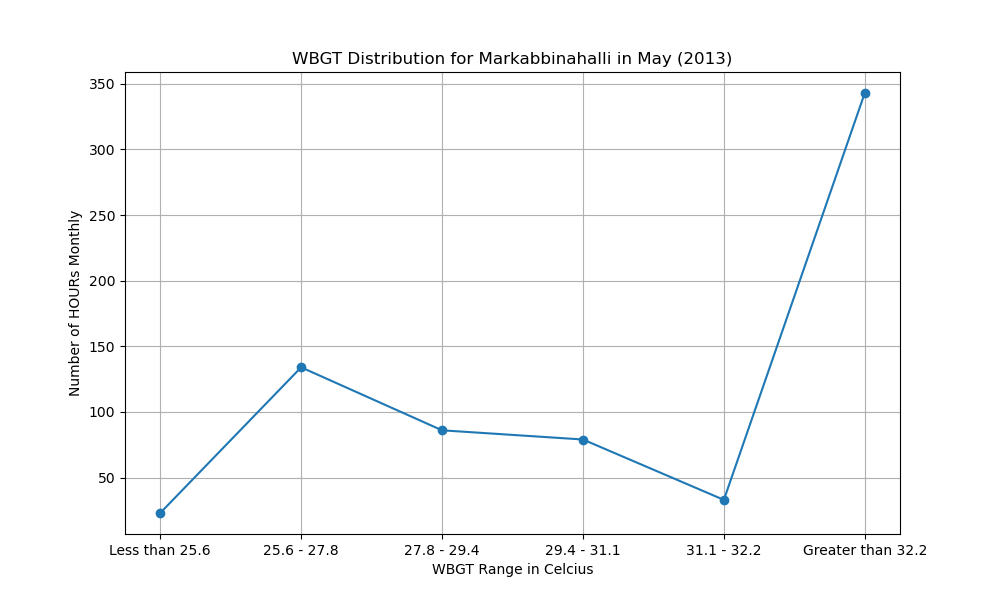 WBGT Distribution for Markabbinahalli in May (2013)
Number of HOURs Monthly
350
300
250
200
150
100
50
Less than 25.6
25.6 - 27.8
27.8 - 29.4
29.4 - 31.1
31.1 - 32.2
Greater than 32.2
WBGT Range in Celcius